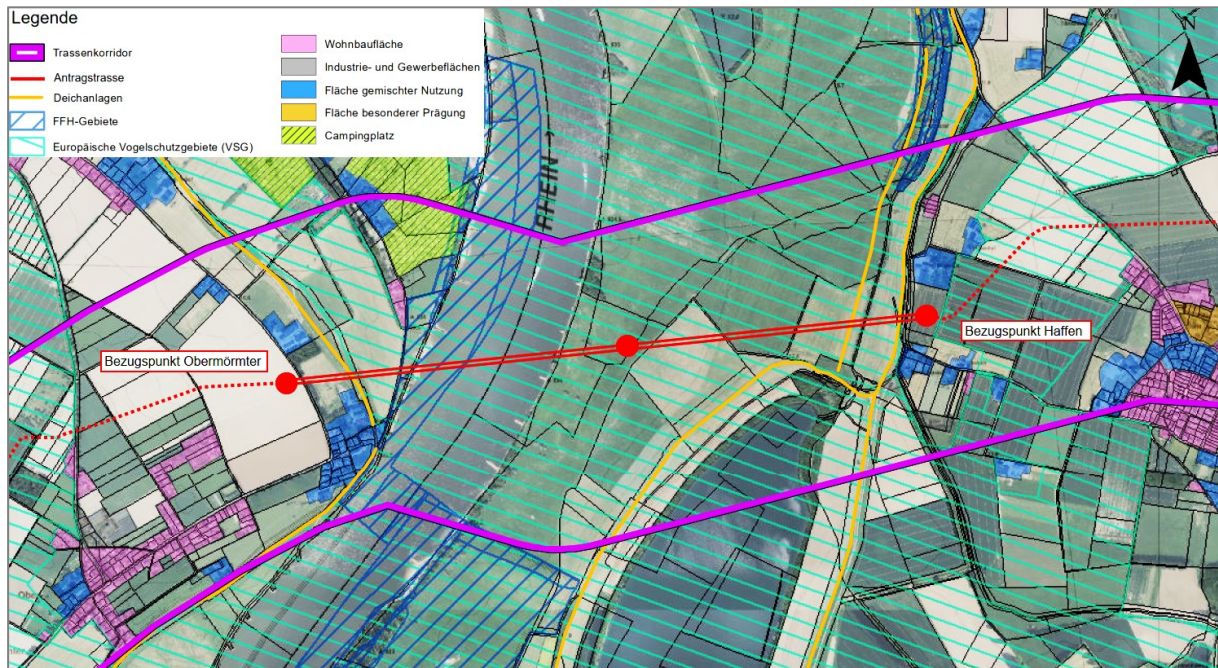 Legende
Trassenkorridor
Antragstrasse
Deichanlagen
FFH-Gebiete
Europäische Vogelschutzgebiete (VSG)
Wohnbaufläche
Industrie- und Gewerbeflächen
Fläche gemischter Nutzung
Fläche besonderer Prägung
Campingplatz
N
RHEIN
Bezugspunkt Haffen
Bezugspunkt Obermörmter